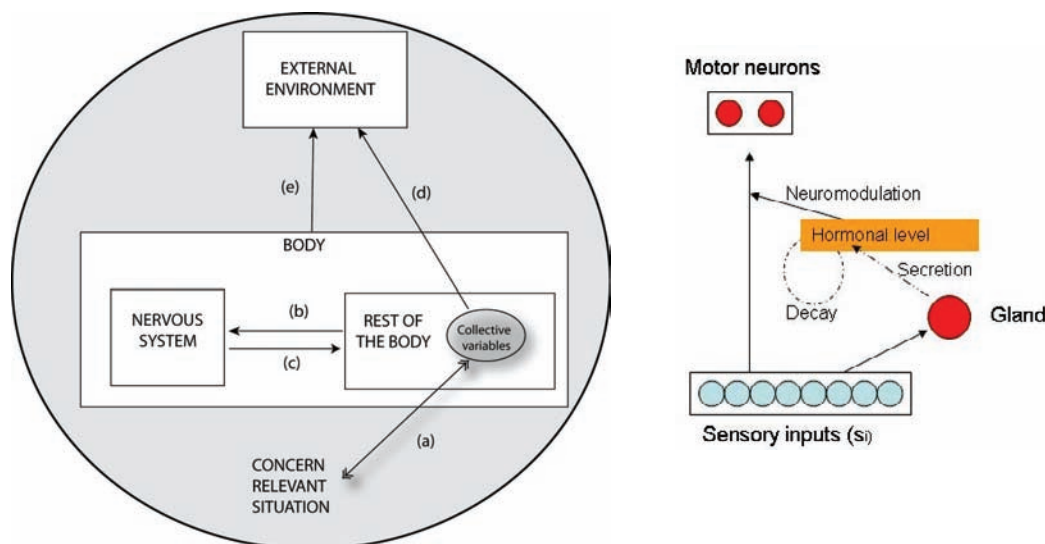 EXTERNAL
ENVIRONMENT
(e)
(d)
BODY
NERVOUS
SYSTEM
(b)
(c)
REST OF
THE BODY
Collective
variables
(a)
CONCERN
RELEVANT
SITUATION
Motor neurons
Neuromodulation
Hormonal level
Secretion
Decay
Gland
Sensory inputs (si)